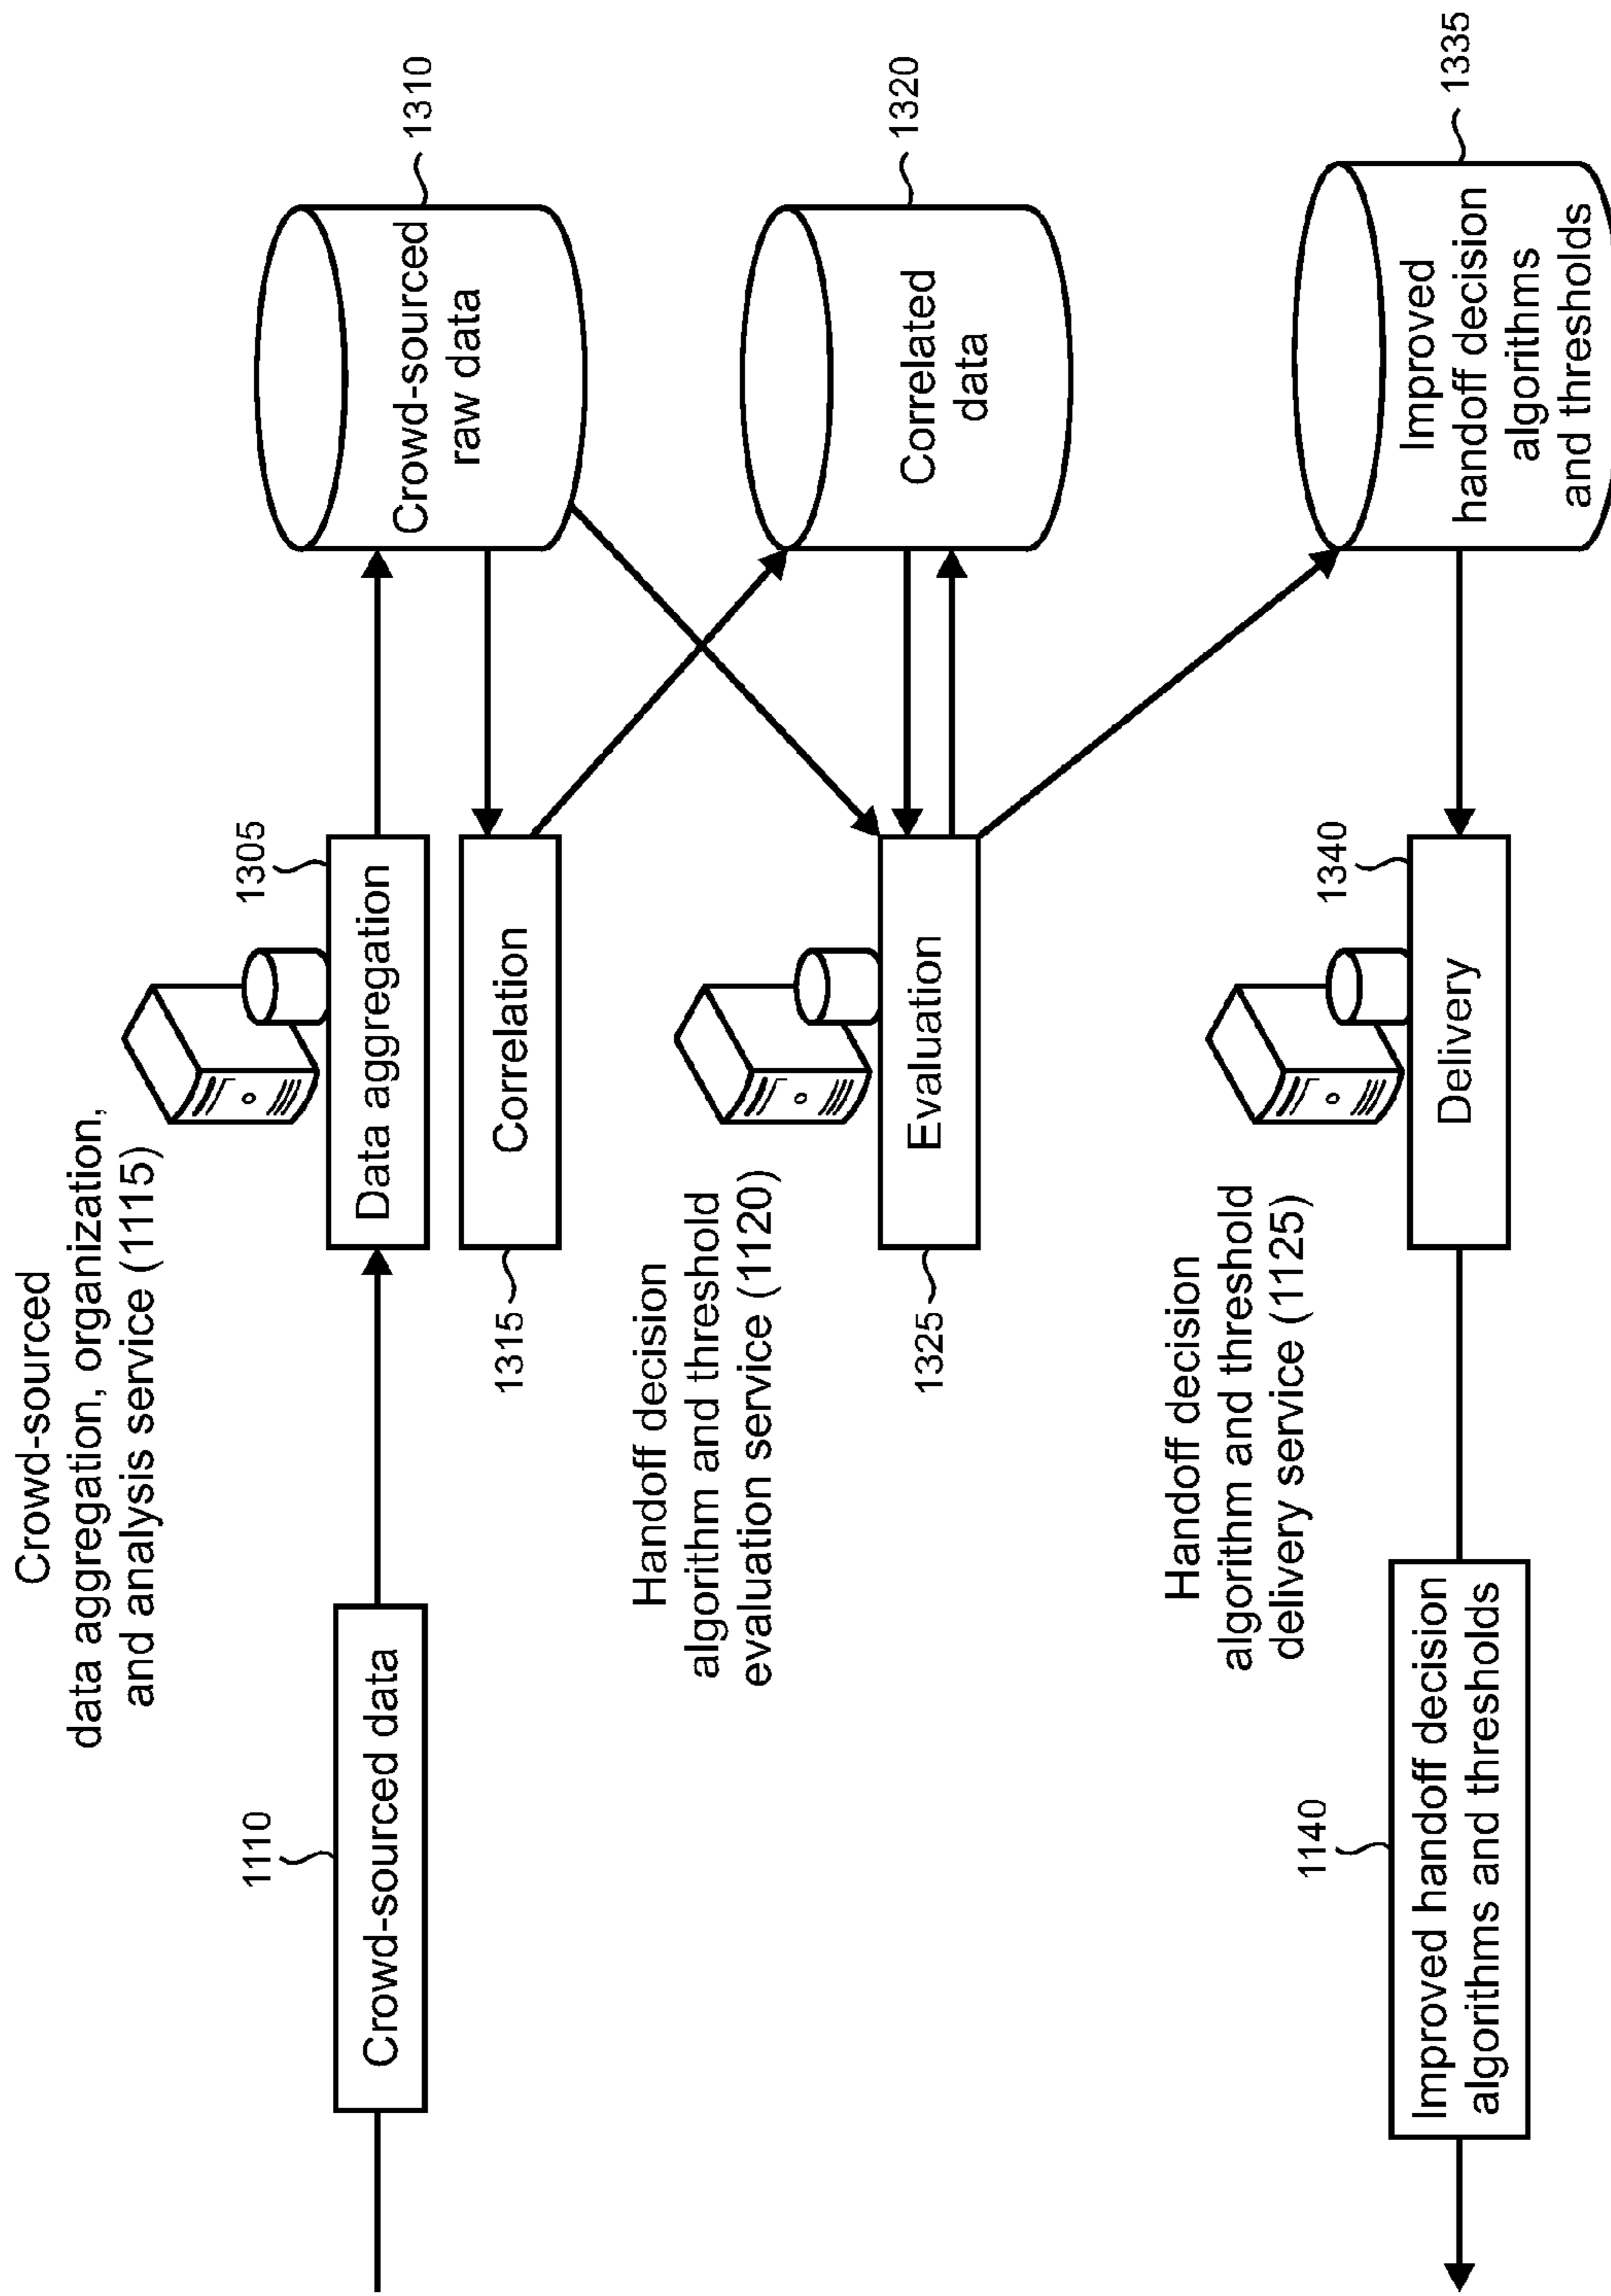 Crowd-sourced
data aggregation, organization,
and analysis service (1115)
1110
Crowd-sourced data
1305
Data aggregation
1310
Crowd-sourced
raw data
1315
Correlation
Handoff decision
algorithm and threshold
evaluation service (1120)
1325
Evaluation
1320
Correlated
data
Handoff decision
algorithm and threshold
delivery service (1125)
1140
Improved handoff decision
algorithms and thresholds
1340
Delivery
1335
Improved
handoff decision
algorithms
and thresholds